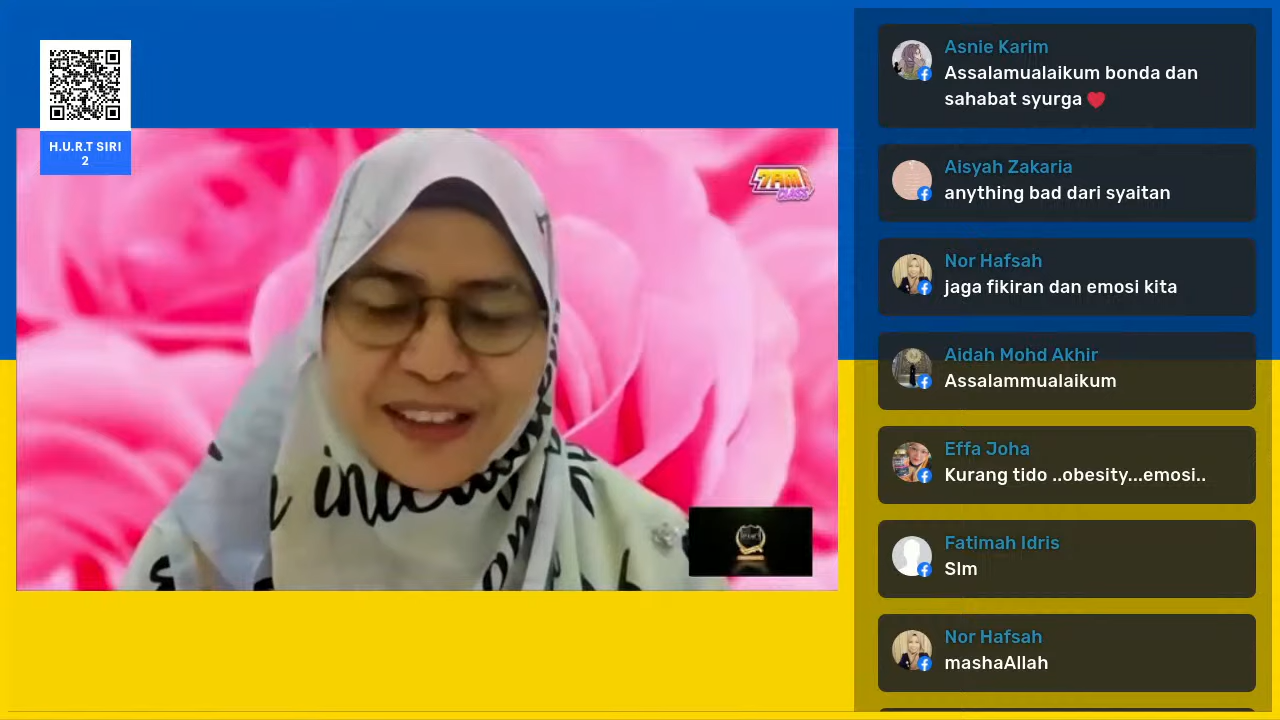 H.U.R.T SIRI
2
7AM
CLASS
Asnie Karim
Assalamualaikum bonda dan
sahabat syurga
Aisyah Zakaria
anything bad dari syaitan
Nor Hafsah
jaga fikiran dan emosi kita
Aidah Mohd Akhir
Assalammualaikum
Effa Joha
Kurang tido ..obesity...emosi..
Fatimah Idris
Slm
Nor Hafsah
mashaAllah